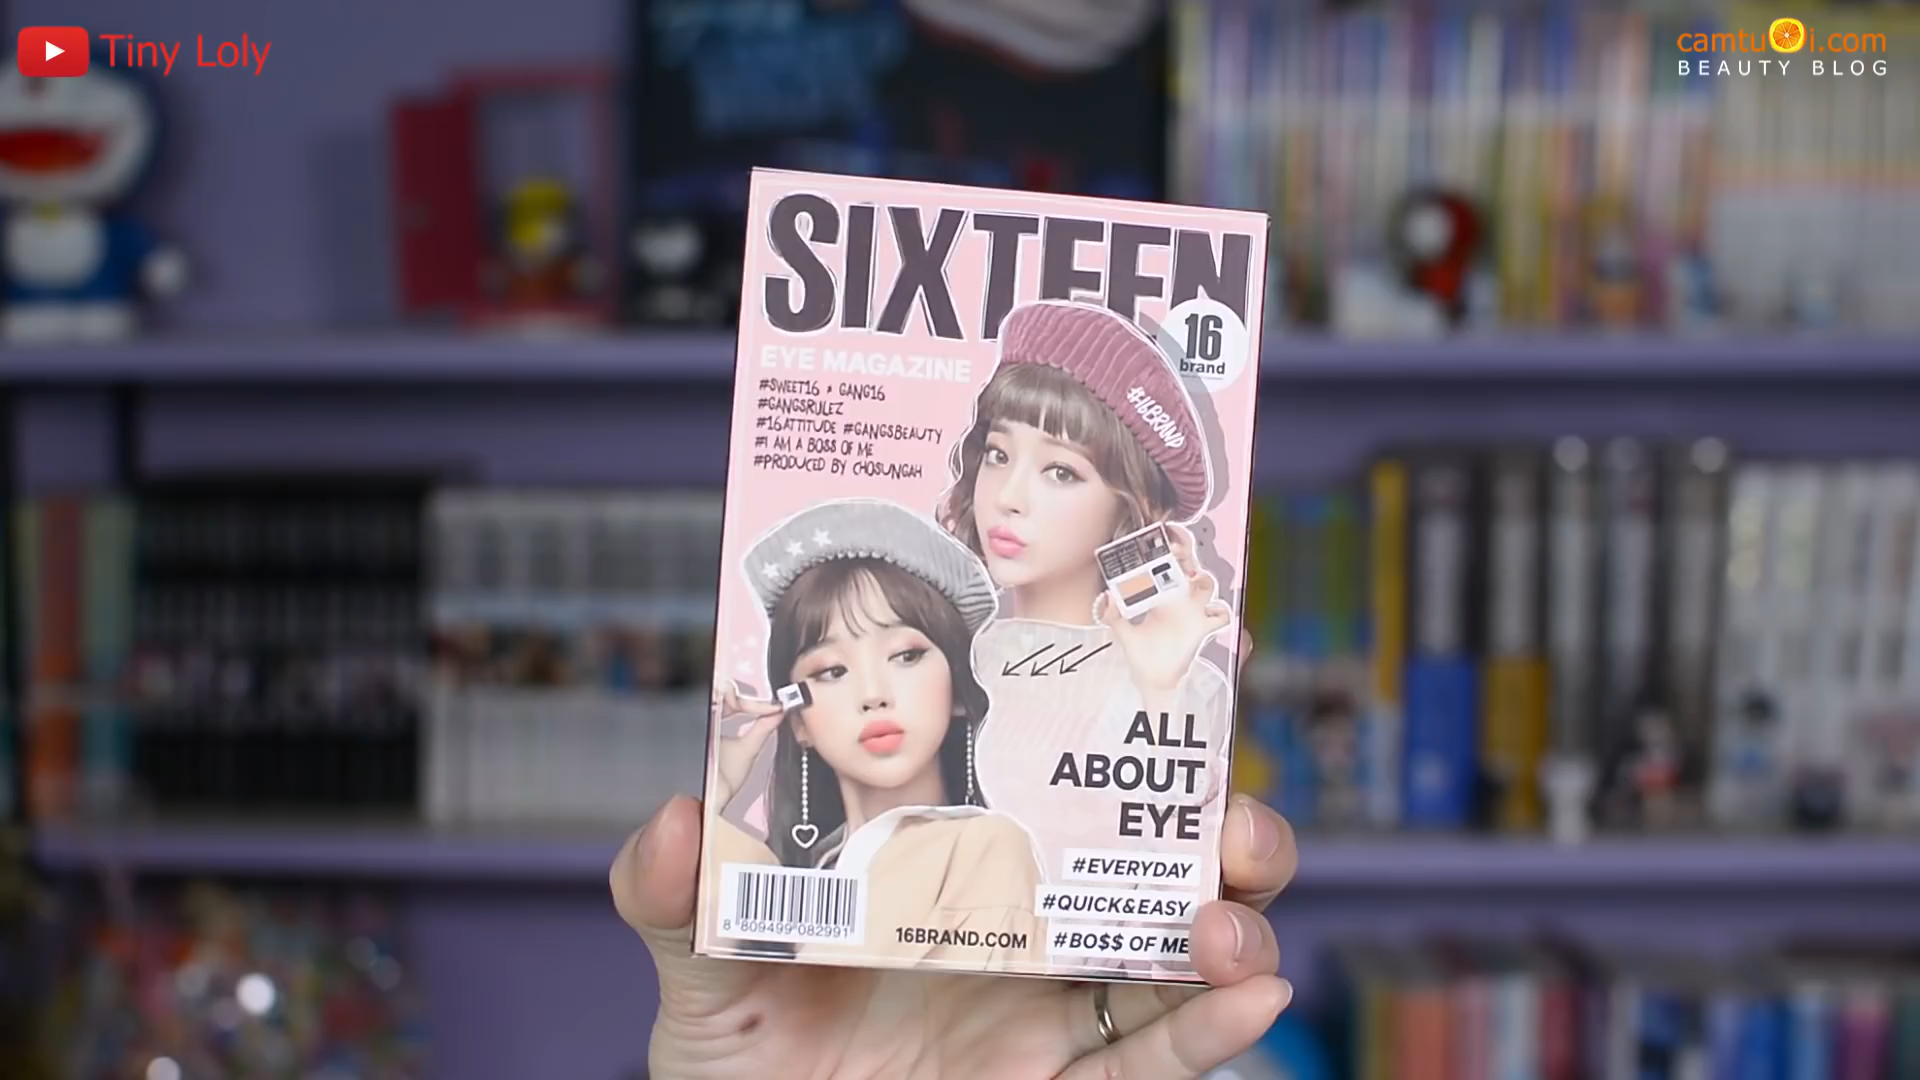 Tiny Loly
camtuoi.com
BEAUTY BLOG
SIXTEEN
16
brand
EYE MAGAZINE
#SWEET16 * GANG16
#GANGSRULEZ
#16ATTITUDE #GANGSBEAUTY
#I AM A BOSS OF ME
#PRODUCED BY CHOSUNGAH
#16BRAND
ALL
ABOUT
EYE
#EVERYDAY
#QUICK&EASY
#BO$$ OF ME
16BRAND.COM
8 809499 082991